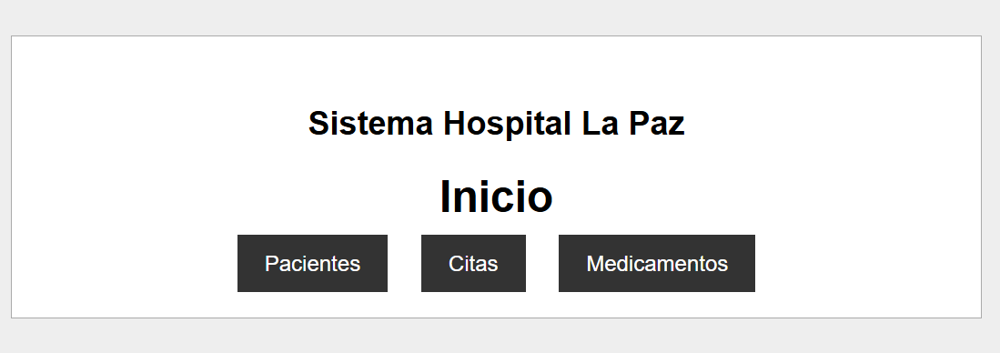 Sistema Hospital La Paz
Inicio
Pacientes Citas Medicamentos